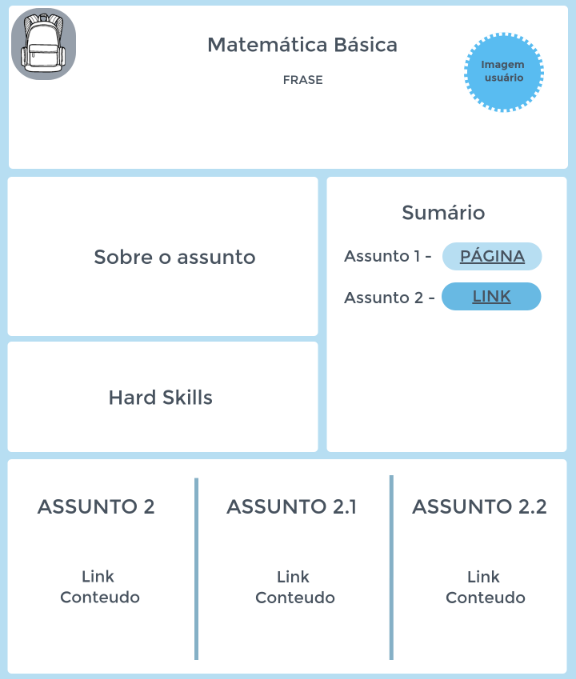 Matemática Básica
FRASE
Imagem
usuário
Sobre o assunto
Sumário
Assunto 1 - PÁGINA
Assunto 2 - LINK
Hard Skills
ASSUNTO 2
Link
Conteudo
ASSUNTO 2.1
Link
Conteudo
ASSUNTO 2.2
Link
Conteudo